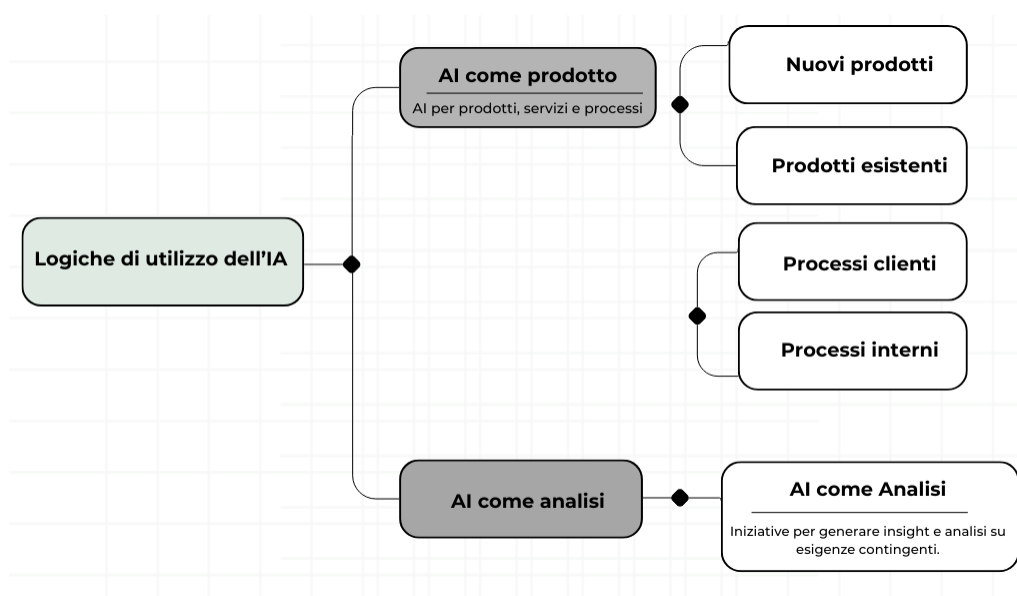 Logiche di utilizzo dell’IA
AI come prodotto
AI per prodotti, servizi e processi
Nuovi prodotti
Prodotti esistenti
Processi clienti
Processi interni
AI come analisi
AI come Analisi
Iniziative per generare insight e analisi su
esigenze contingenti.